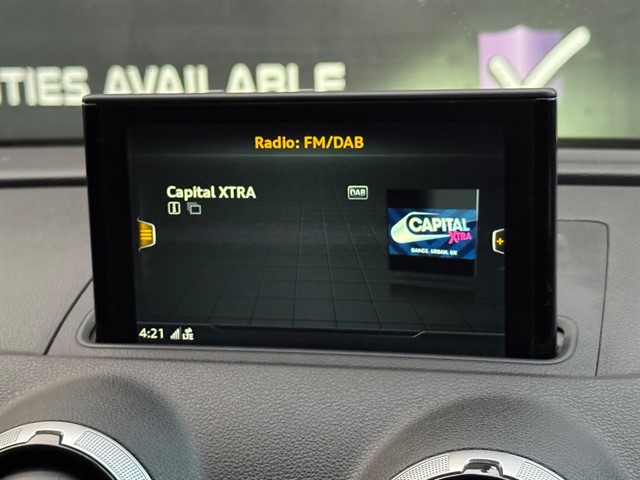 TIES AVAILABLE
Radio: FM/DAB
Capital XTRA
DAB
CAPITAL
XTRA
DANCE. URBAN. UK
4:21
LTE